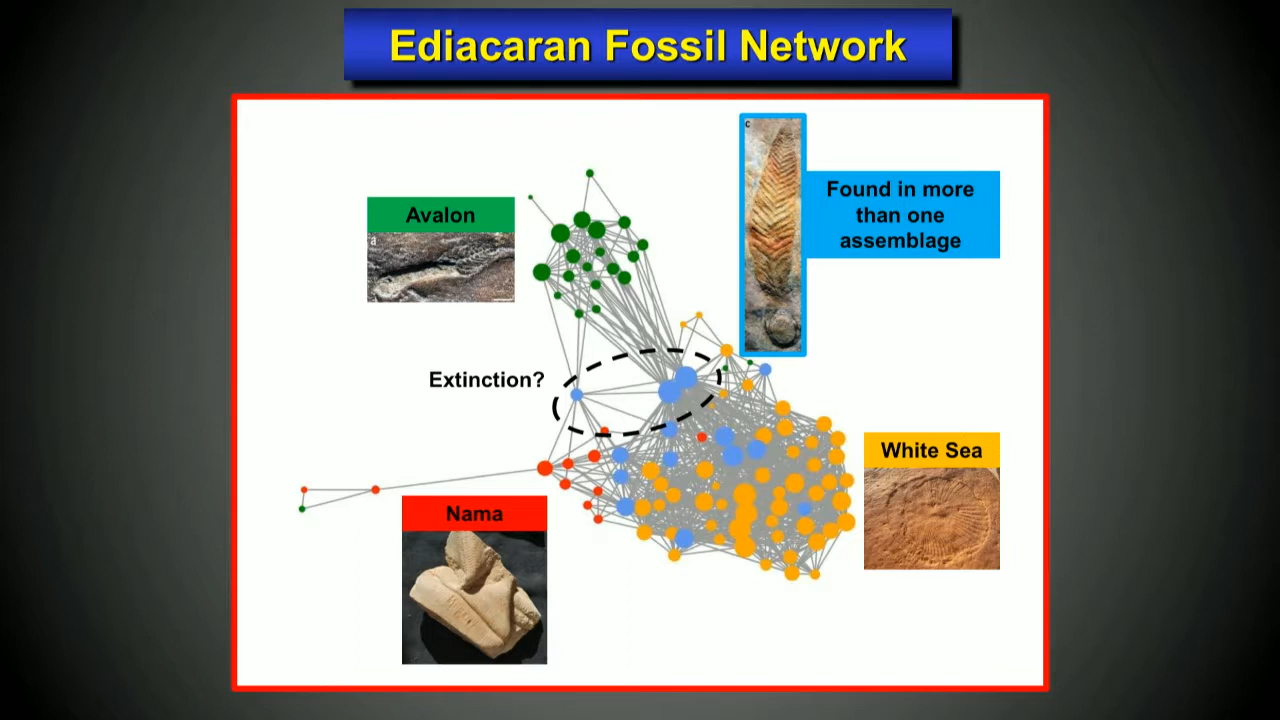 Ediacaran Fossil Network
c
Found in more
than one
assemblage
Avalon
a
Extinction?
White Sea
Nama